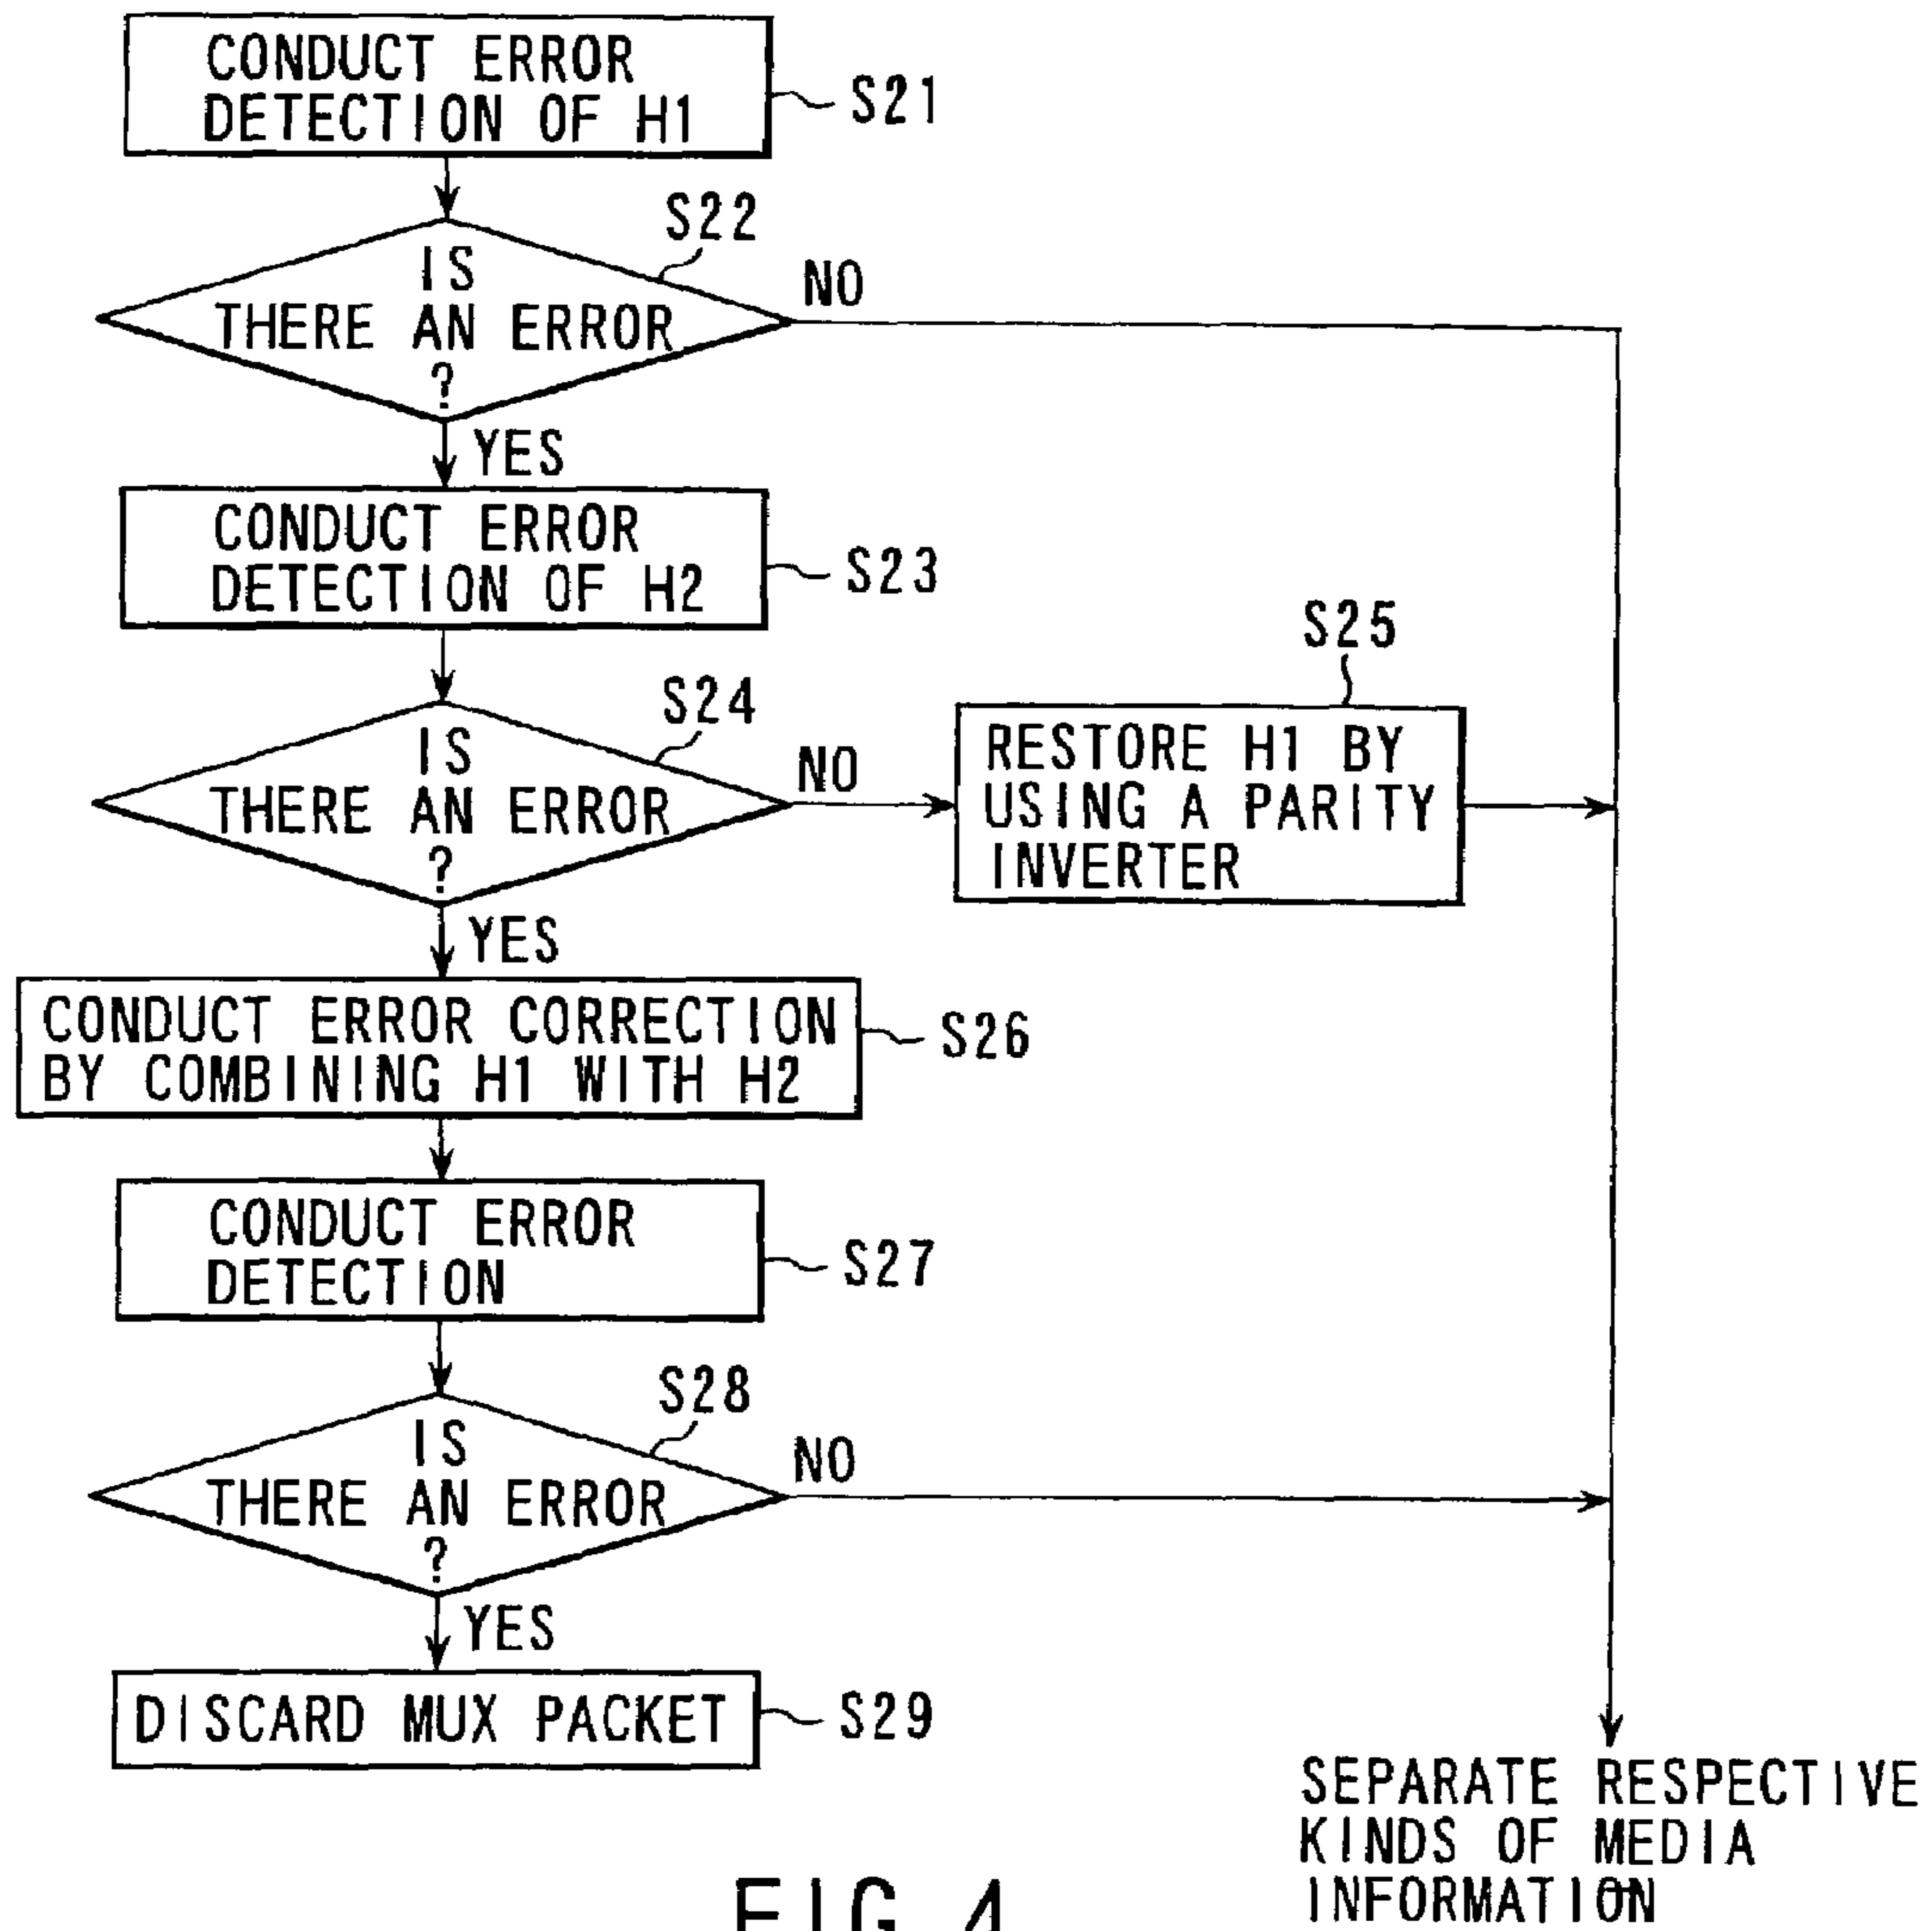 CONDUCT ERROR
DETECTION OF H1
S21
S22
IS
THERE AN ERROR
?
NO
YES
CONDUCT ERROR
DETECTION OF H2
S23
S24
IS
THERE AN ERROR
?
NO
S25
RESTORE H1 BY
USING A PARITY
INVERTER
YES
CONDUCT ERROR CORRECTION
BY COMBINING H1 WITH H2
S26
CONDUCT ERROR
DETECTION
S27
S28
IS
THERE AN ERROR
?
NO
YES
DISCARD MUX PACKET
S29
SEPARATE RESPECTIVE
KINDS OF MEDIA
INFORMATION
FIG. 4